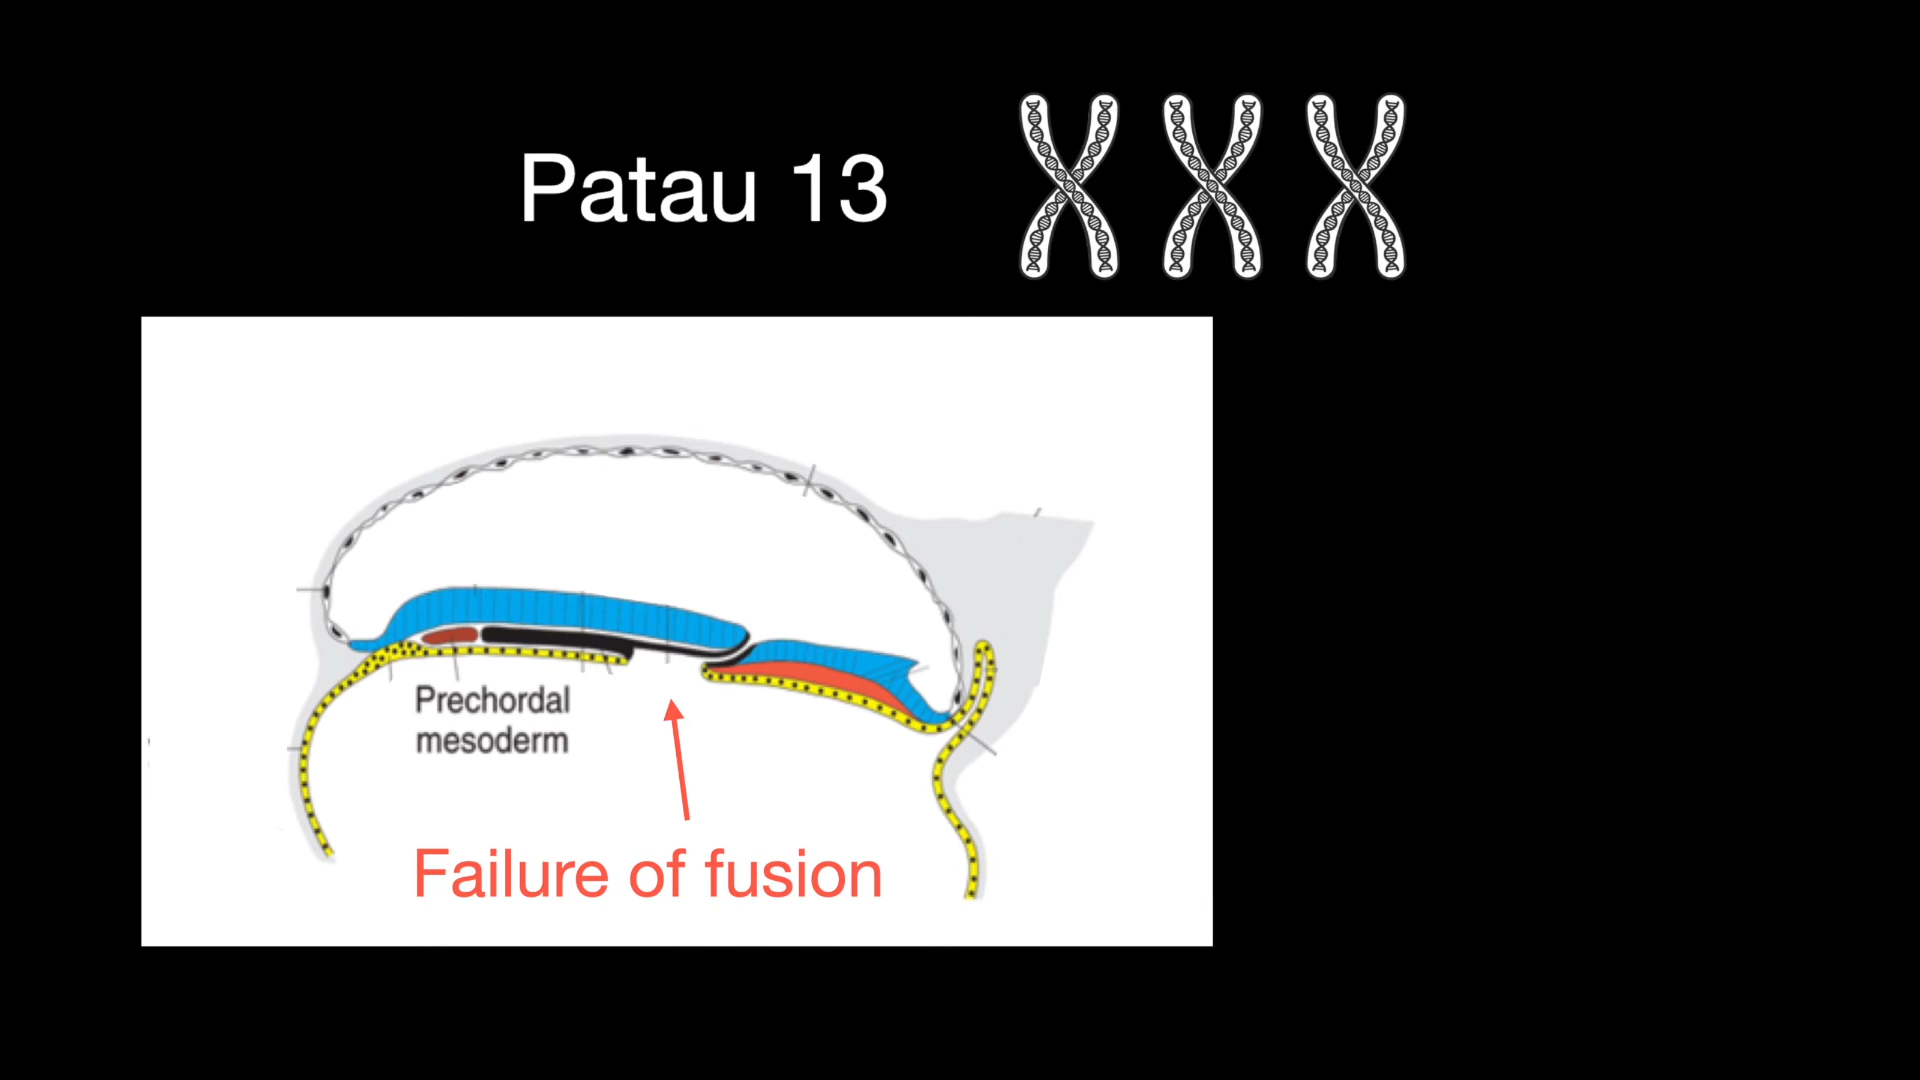 Patau 13
Prechordal
mesoderm
Failure of fusion